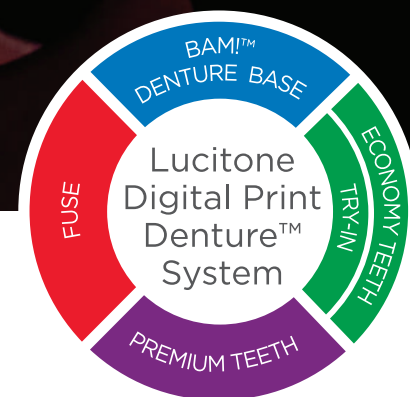 BAM!™
DENTURE BASE
FUSE
Lucitone
Digital Print
Denture™
System
TRY-IN
ECONOMY TEETH
PREMIUM TEETH